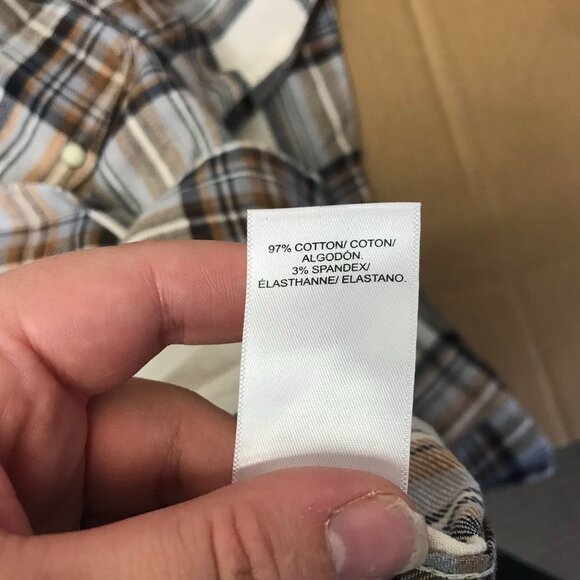 97% COTTON/ COTON/
ALGODÓN.
3% SPANDEX/
ÉLASTHANNE/ ELASTANO.